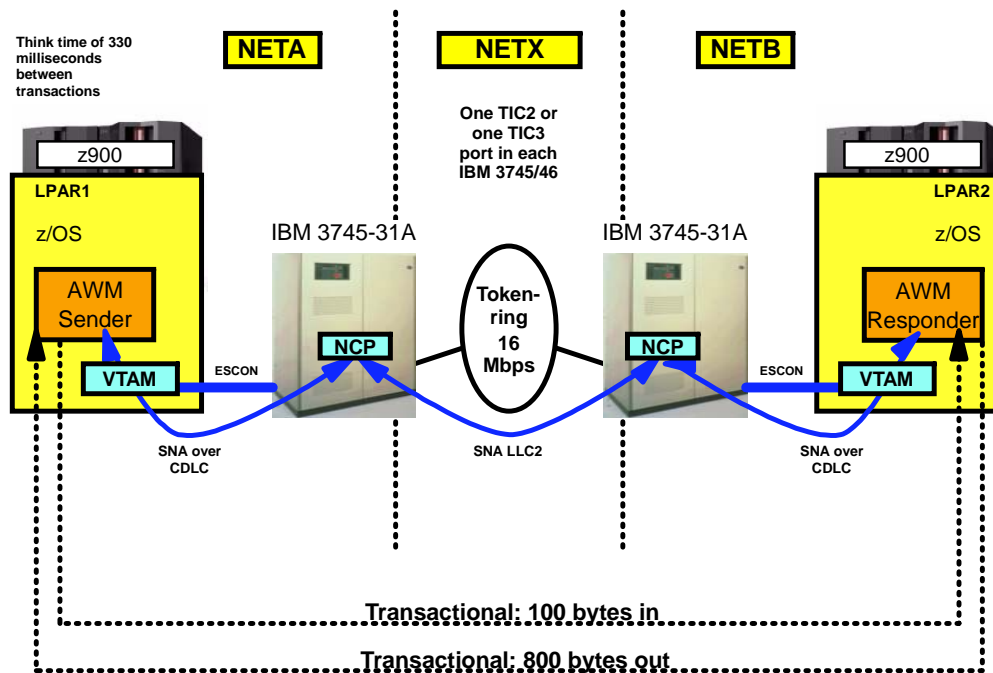 Think time of 330
milliseconds
between
transactions
NETA
NETX
NETB
One TIC2 or
one TIC3
port in each
IBM 3745/46
z900
z900
LPAR1
LPAR2
z/OS
z/OS
IBM 3745-31A
IBM 3745-31A
AWM
Sender
Token-
ring
16
Mbps
AWM
Responder
NCP
NCP
VTAM
ESCON
ESCON
VTAM
SNA over
CDLC
SNA LLC2
SNA over
CDLC
Transactional: 100 bytes in
Transactional: 800 bytes out